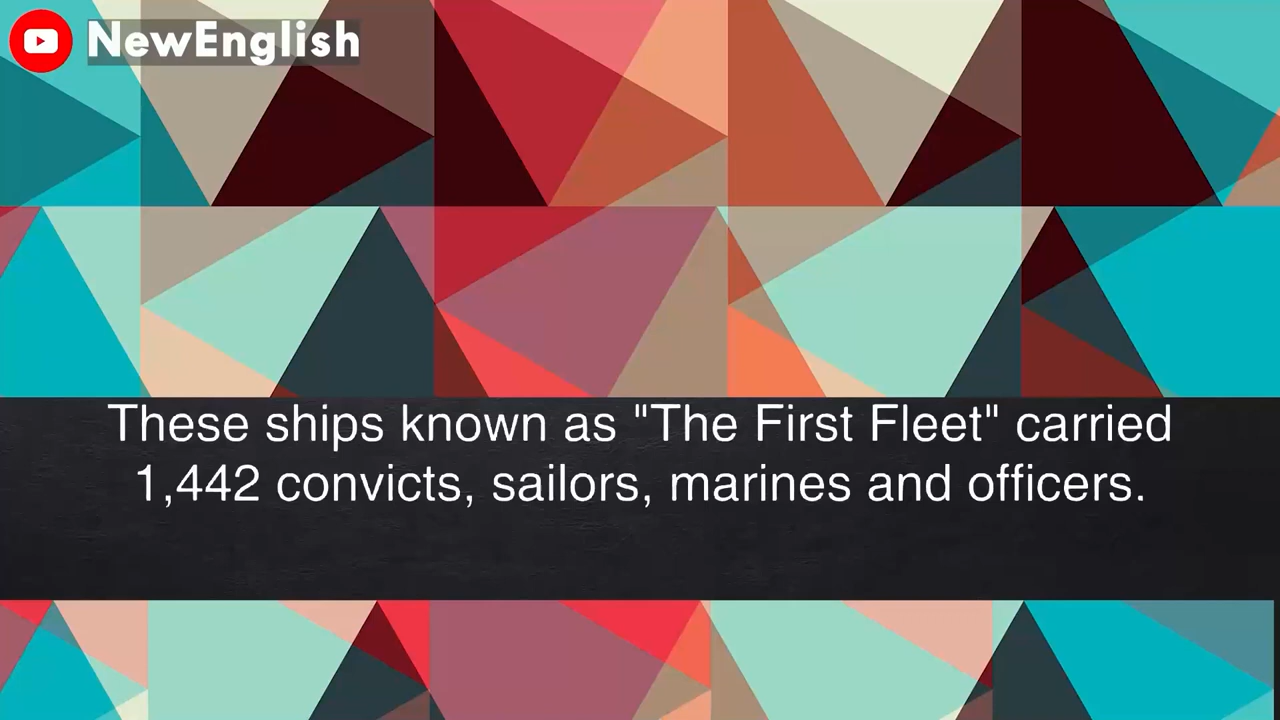 NewEnglish
These ships known as "The First Fleet" carried
1,442 convicts, sailors, marines and officers.